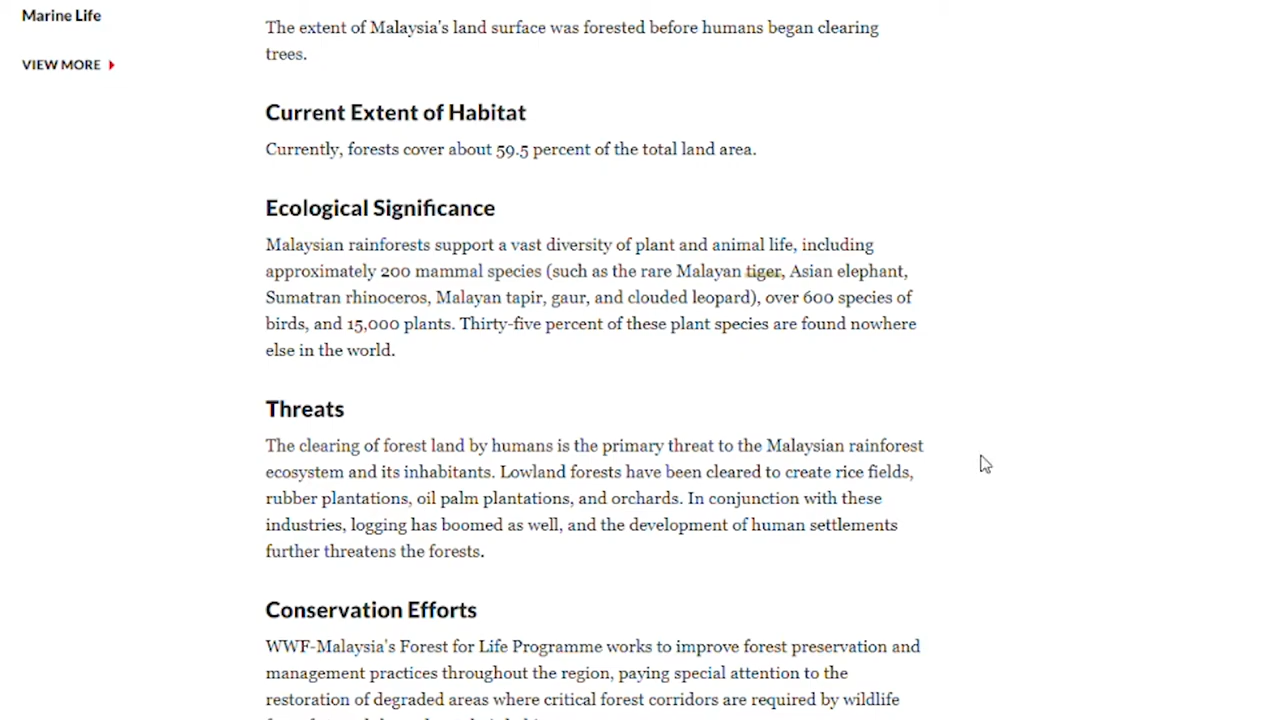 Marine Life
VIEW MORE
The extent of Malaysia's land surface was forested before humans began clearing
trees.
Current Extent of Habitat
Currently, forests cover about 59.5 percent of the total land area.
Ecological Significance
Malaysian rainforests support a vast diversity of plant and animal life, including
approximately 200 mammal species (such as the rare Malayan tiger, Asian elephant,
Sumatran rhinoceros, Malayan tapir, gaur, and clouded leopard), over 600 species of
birds, and 15,000 plants. Thirty-five percent of these plant species are found nowhere
else in the world.
Threats
The clearing of forest land by humans is the primary threat to the Malaysian rainforest
ecosystem and its inhabitants. Lowland forests have been cleared to create rice fields,
rubber plantations, oil palm plantations, and orchards. In conjunction with these
industries, logging has boomed as well, and the development of human settlements
further threatens the forests.
Conservation Efforts
WWF-Malaysia's Forest for Life Programme works to improve forest preservation and
management practices throughout the region, paying special attention to the
restoration of degraded areas where critical forest corridors are required by wildlife